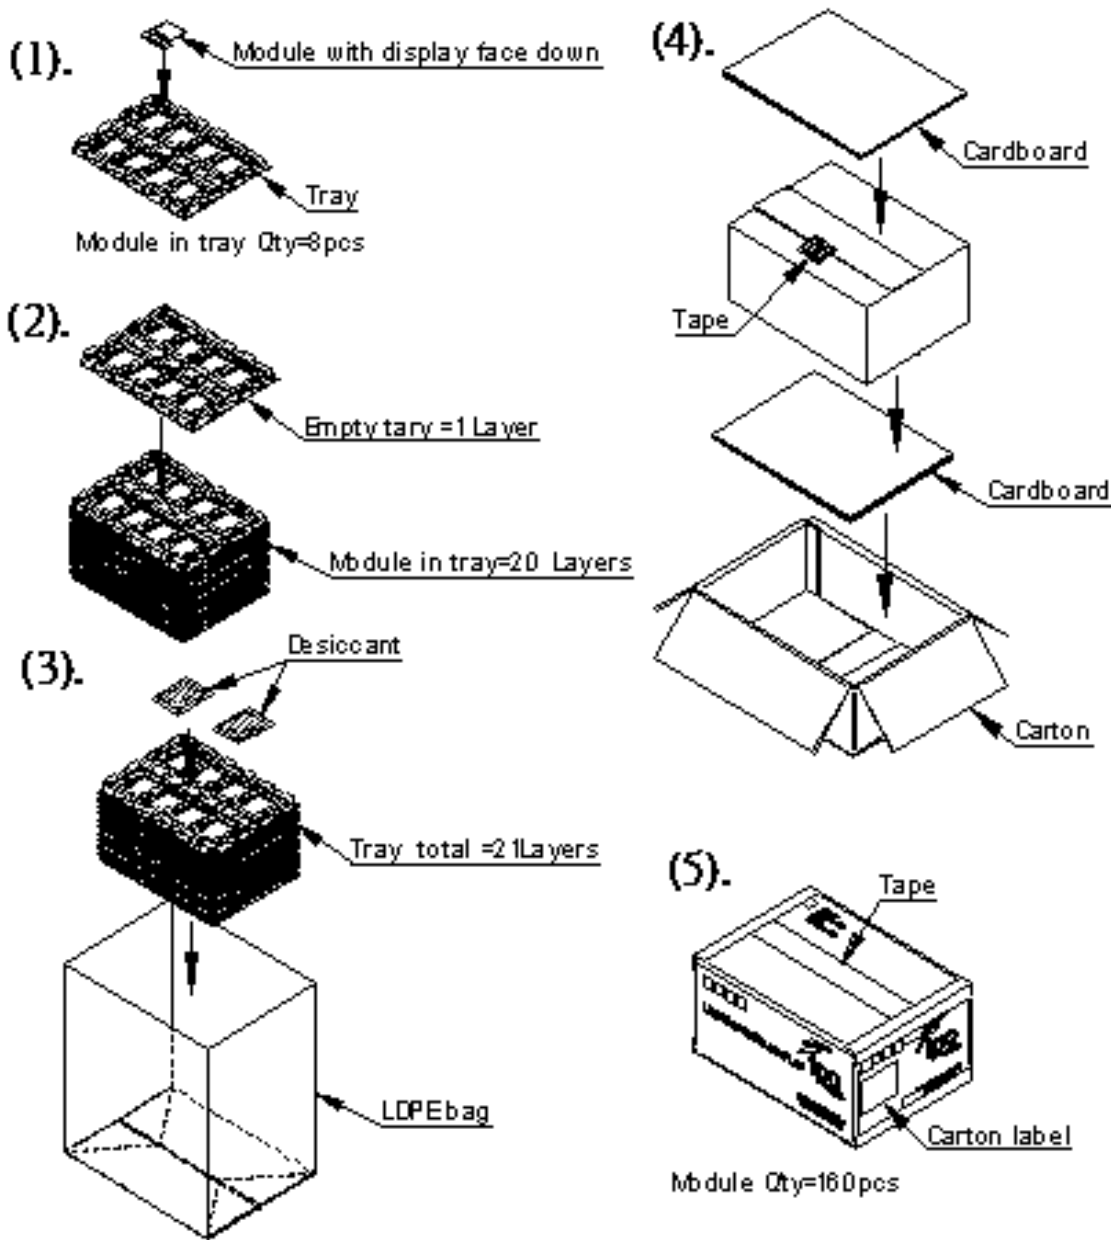 (1).
Module with display face down
Tray
Module in tray Qty=8pcs
(2).
Empty tary =1 Layer
Module in tray=20 Layers
(3).
Desiccant
Tray total =21Layers
LDPE bag
(4).
Cardboard
Tape
Cardboard
Carton
(5).
Tape
Carton label
Module Qty=160pcs